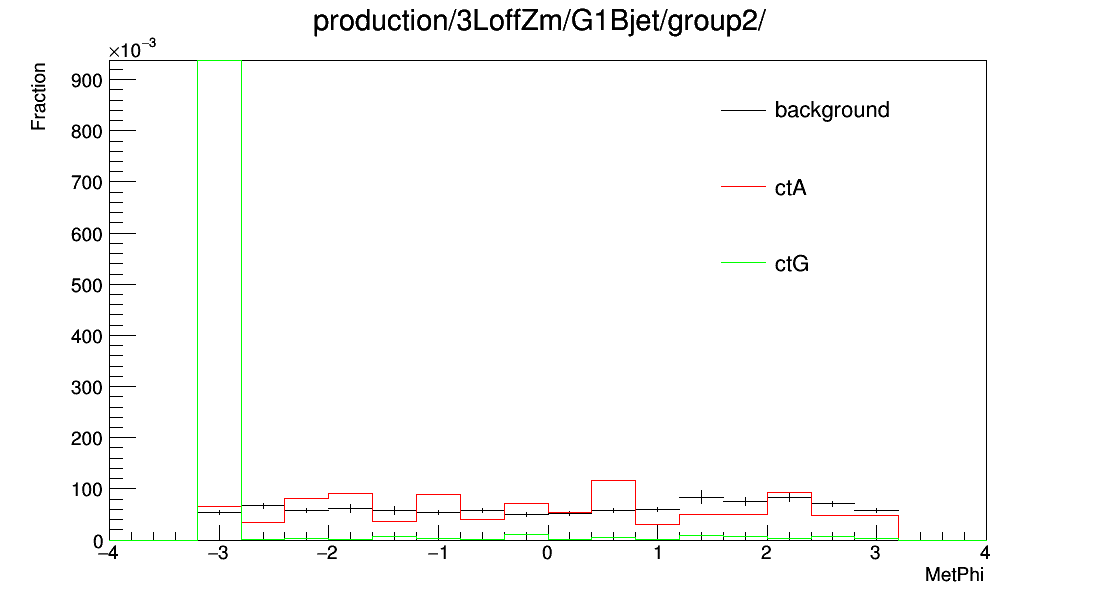 production/3LoffZm/G1Bjet/group2/
×10⁻³
Fraction
900
800
700
600
500
400
300
200
100
0
background
ctA
ctG
−4 −3 −2 −1 0 1 2 3 4
MetPhi